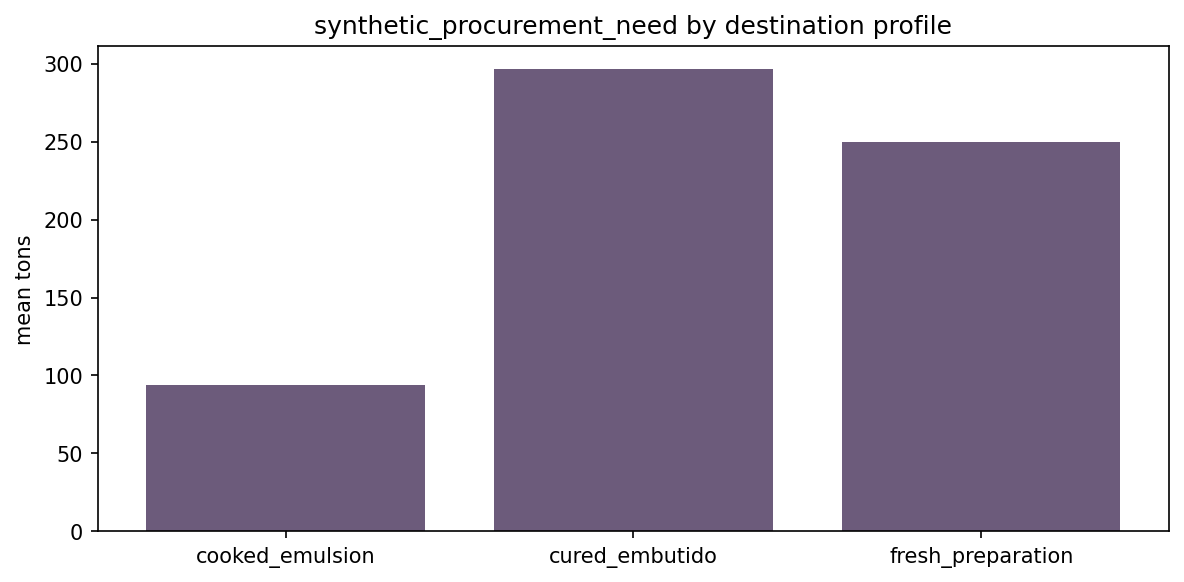 synthetic_procurement_need by destination profile
mean tons
300
250
200
150
100
50
0
cooked_emulsion
cured_embutido
fresh_preparation